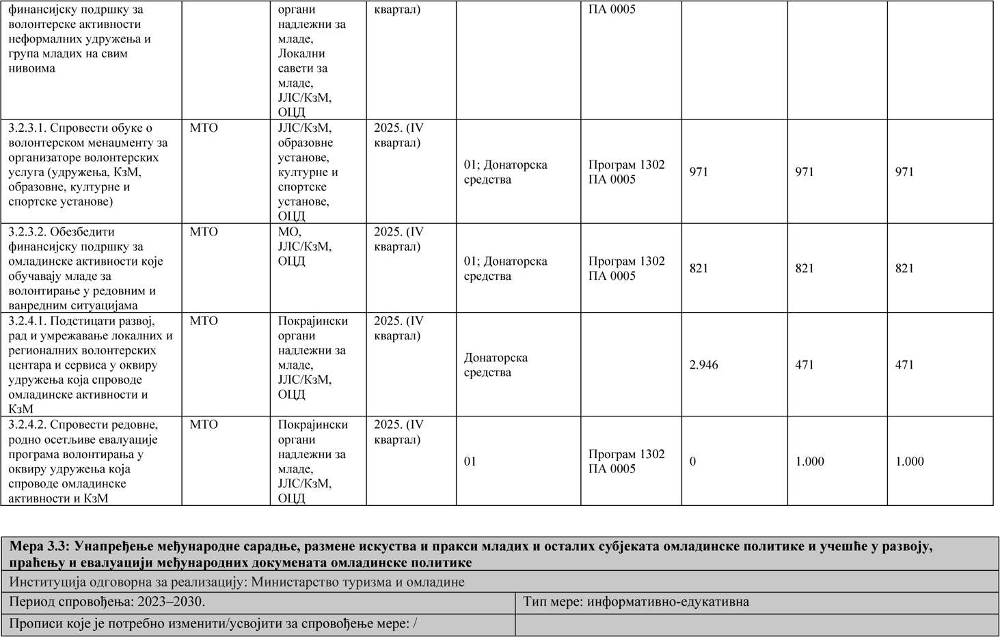 финансијску подршку за
волонтерске активности
неформалних удружења и
група младих на свим
нивоима
органи
надлежни за
младе,
Локални
савети за
младе,
ЈЛС/КзМ,
ОЦД
квартал)
ПА 0005
3.2.3.1. Спровести обуке о
волонтерском менаџменту за
организаторе волонтерских
услуга (удружења, КзМ,
образовне, културне и
спортске установе)
МТО
ЈЛС/КзМ,
образовне
установе,
културне и
спортске
установе,
ОЦД
2025. (IV
квартал)
01; Донаторска
средства
Програм 1302
ПА 0005
971
971
971
3.2.3.2. Обезбедити
финансијску подршку за
омладинске активности које
обучавају младе за
волонтирање у редовним и
ванредним ситуацијама
МТО
МО,
ЈЛС/КзМ,
ОЦД
2025. (IV
квартал)
01; Донаторска
средства
Програм 1302
ПА 0005
821
821
821
3.2.4.1. Подстицати развој,
рад и умрежавање локалних и
регионалних волонтерских
центара и сервиса у оквиру
удружења која спроводе
омладинске активности и
КзМ
МТО
Покрајински
органи
надлежни за
младе,
ЈЛС/КзМ,
ОЦД
2025. (IV
квартал)
Донаторска
средства
2.946
471
471
3.2.4.2. Спровести редовне,
родно осетљиве евалуације
програма волонтирања у
оквиру удружења која
спроводе омладинске
активности и КзМ
МТО
Покрајински
органи
надлежни за
младе,
ЈЛС/КзМ,
ОЦД
2025. (IV
квартал)
01
Програм 1302
ПА 0005
0
1.000
1.000
Мера 3.3: Унапређење међународне сарадње, размене искуства и пракси младих и осталих субјеката омладинске политике и учешће у развоју,
праћењу и евалуацији међународних докумената омладинске политике
Институција одговорна за реализацију: Министарство туризма и омладине
Период спровођења: 2023–2030.
Тип мере: информативно-едукативна
Прописи које је потребно изменити/усвојити за спровођење мере: /